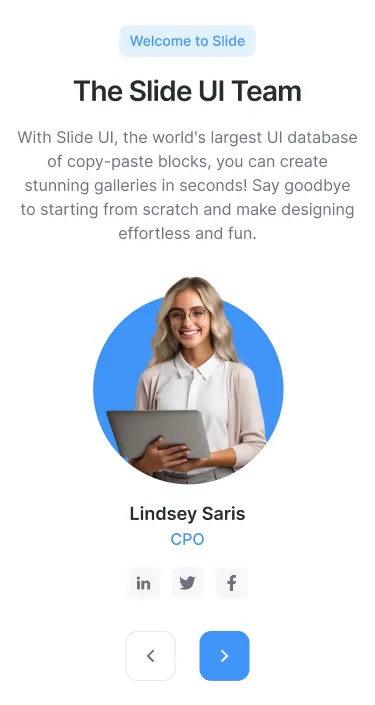 Welcome to Slide
The Slide UI Team
With Slide UI, the world's largest UI database
of copy-paste blocks, you can create
stunning galleries in seconds! Say goodbye
to starting from scratch and make designing
effortless and fun.
Lindsey Saris
CPO